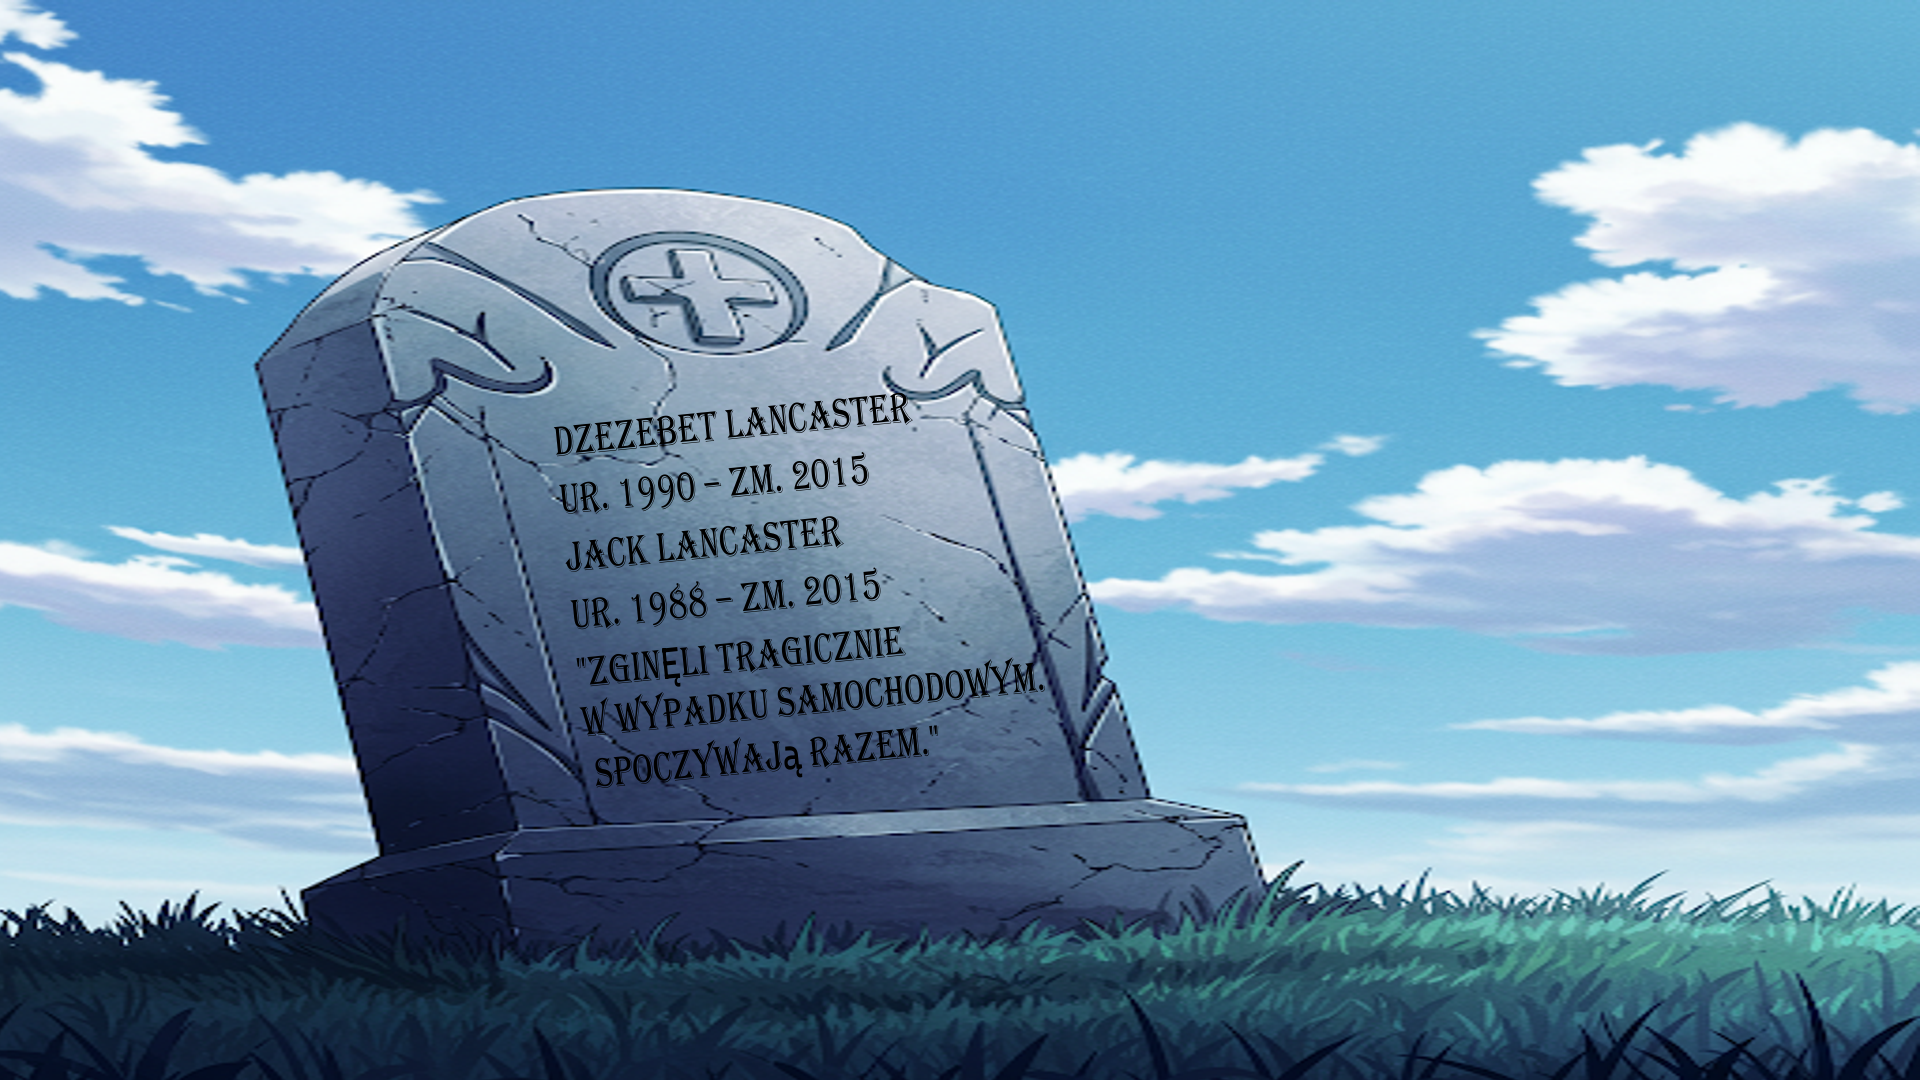 DZEZEBET LANCASTER
UR. 1990 – ZM. 2015
JACK LANCASTER
UR. 1988 – ZM. 2015
"ZGINĘLI TRAGICZNIE
W WYPADKU SAMOCHODOWYM.
SPOCZYWAJą RAZEM."